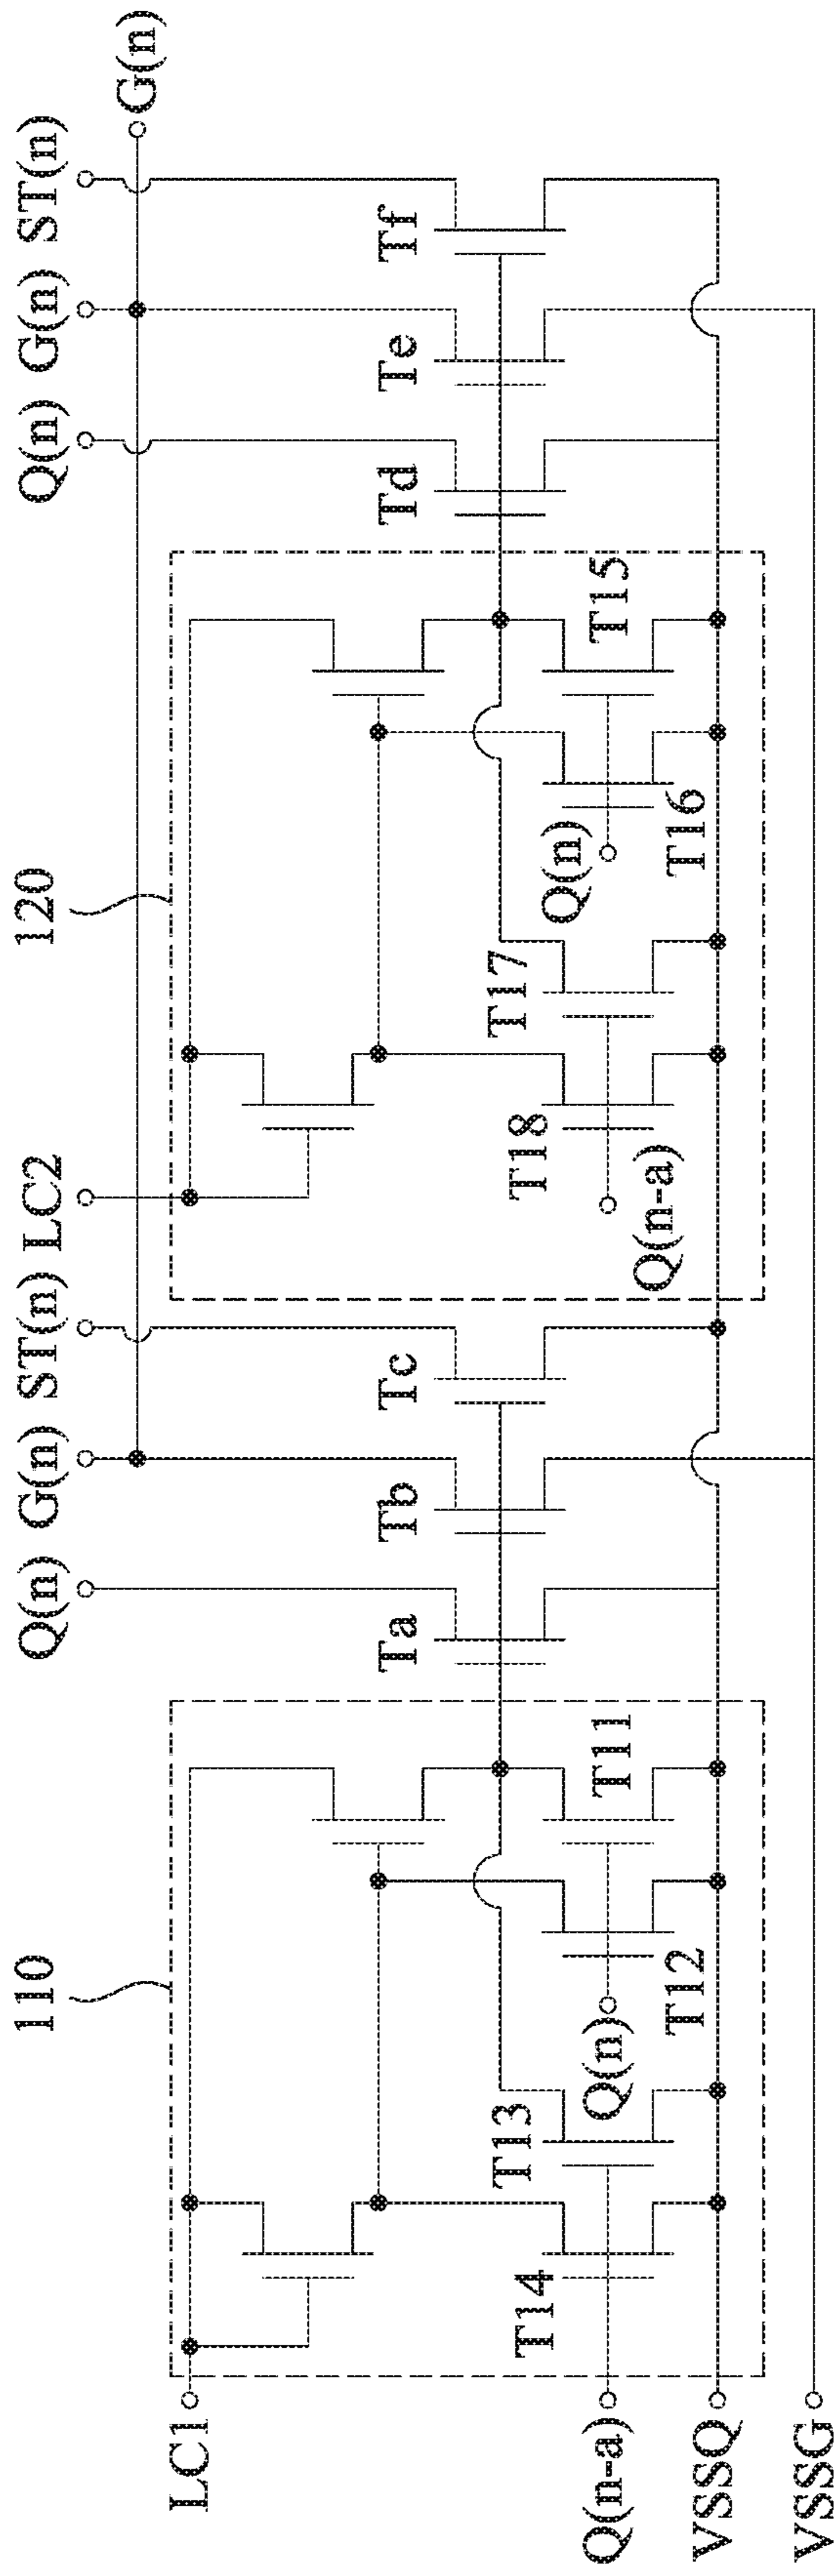 110
120
Q(n) G(n) ST(n) LC2
Q(n) G(n) ST(n)
G(n)
LC1
Ta
Tb
Tc
Td
Te
Tf
T14
T13
T12
T11
Q(n)
T18
T17
T16
T15
Q(n)
Q(n-a)
Q(n-a)
VSSQ
VSSG